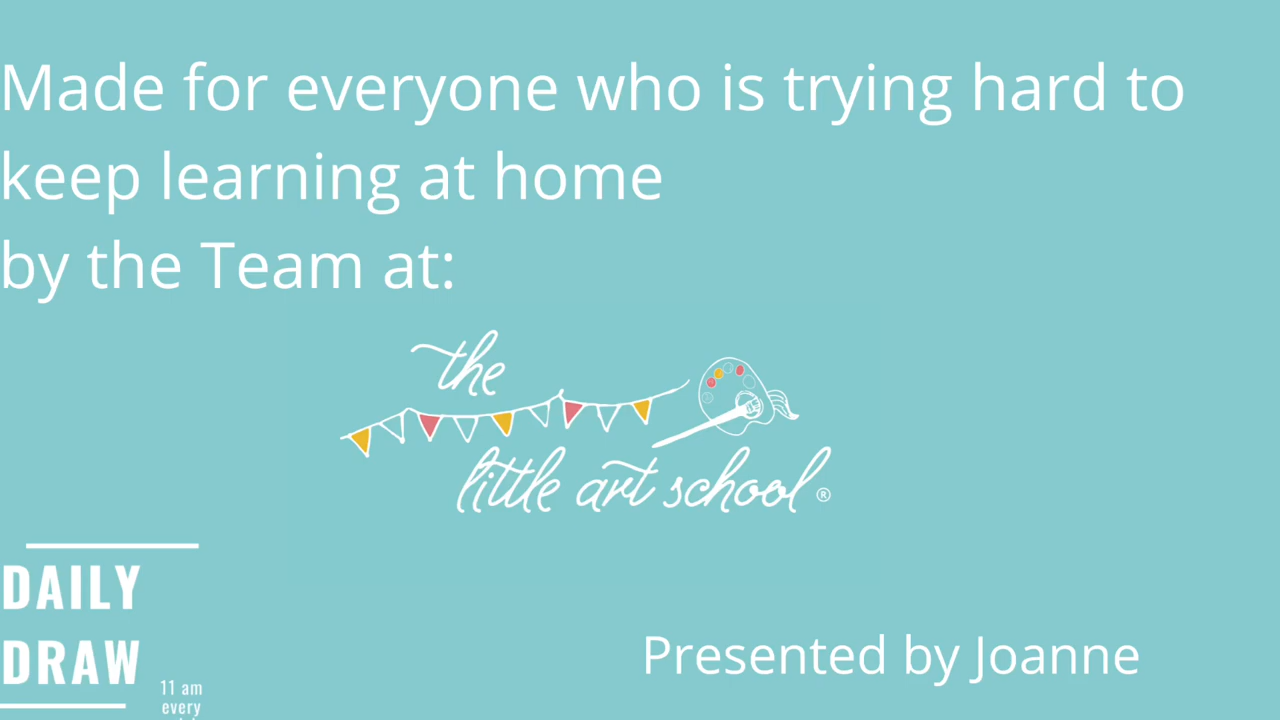 Made for everyone who is trying hard to
keep learning at home
by the Team at:
the
little art school ®
DAILY
DRAW
11 am
every
Presented by Joanne